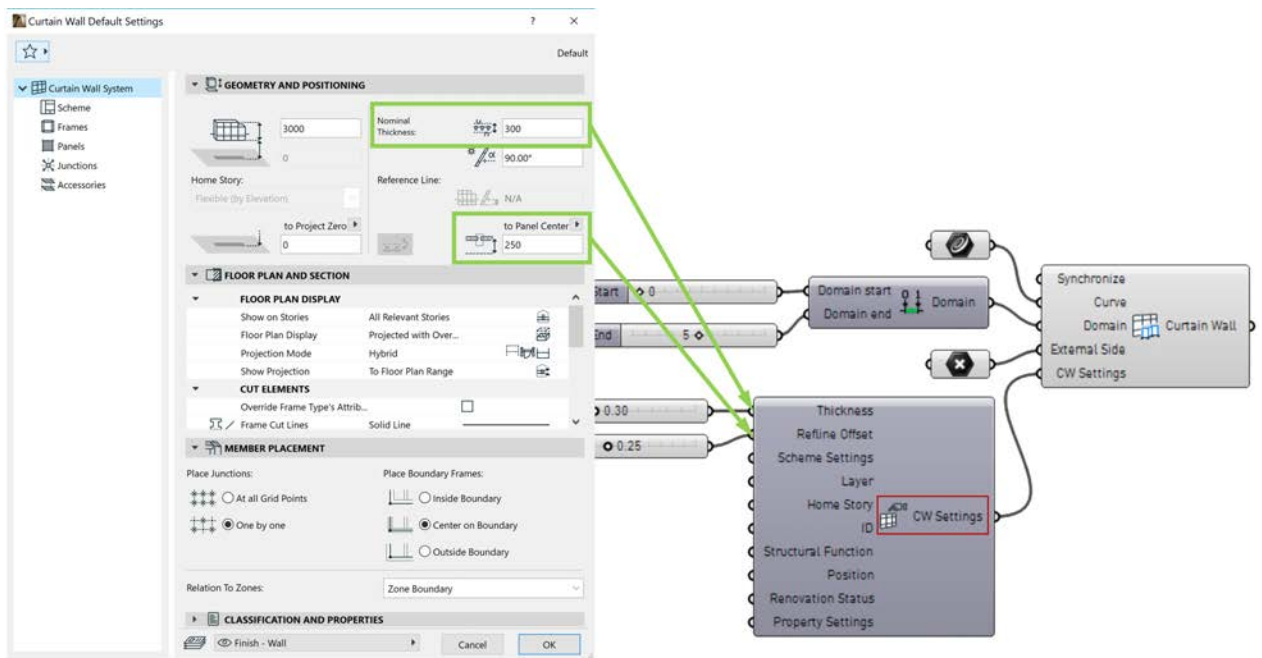 Curtain Wall Default Settings
?
Default
Curtain Wall System
Scheme
Frames
Panels
Junctions
Accessories
GEOMETRY AND POSITIONING
3000
0
Nominal
Thickness:
300
α
90.00°
Home Story:
Flexible (by Elevation)
Reference Line:
N/A
to Project Zero
0
to Panel Center
250
FLOOR PLAN AND SECTION
FLOOR PLAN DISPLAY
Show on Stories All Relevant Stories
Floor Plan Display Projected with Over...
Projection Mode Hybrid
Show Projection To Floor Plan Range
CUT ELEMENTS
Override Frame Type's Attrib...
Frame Cut Lines Solid Line
MEMBER PLACEMENT
Place Junctions:
At all Grid Points
One by one
Place Boundary Frames:
Inside Boundary
Center on Boundary
Outside Boundary
Relation To Zones:
Zone Boundary
CLASSIFICATION AND PROPERTIES
Finish - Wall
Cancel
OK
Start 0
End 5
Domain start
Domain end
0 1
Domain
Synchronize
Curve
Domain
External Side
CW Settings
Curtain Wall
0.30
0.25
Thickness
Refline Offset
Scheme Settings
Layer
Home Story
ID
Structural Function
Position
Renovation Status
Property Settings
CW Settings